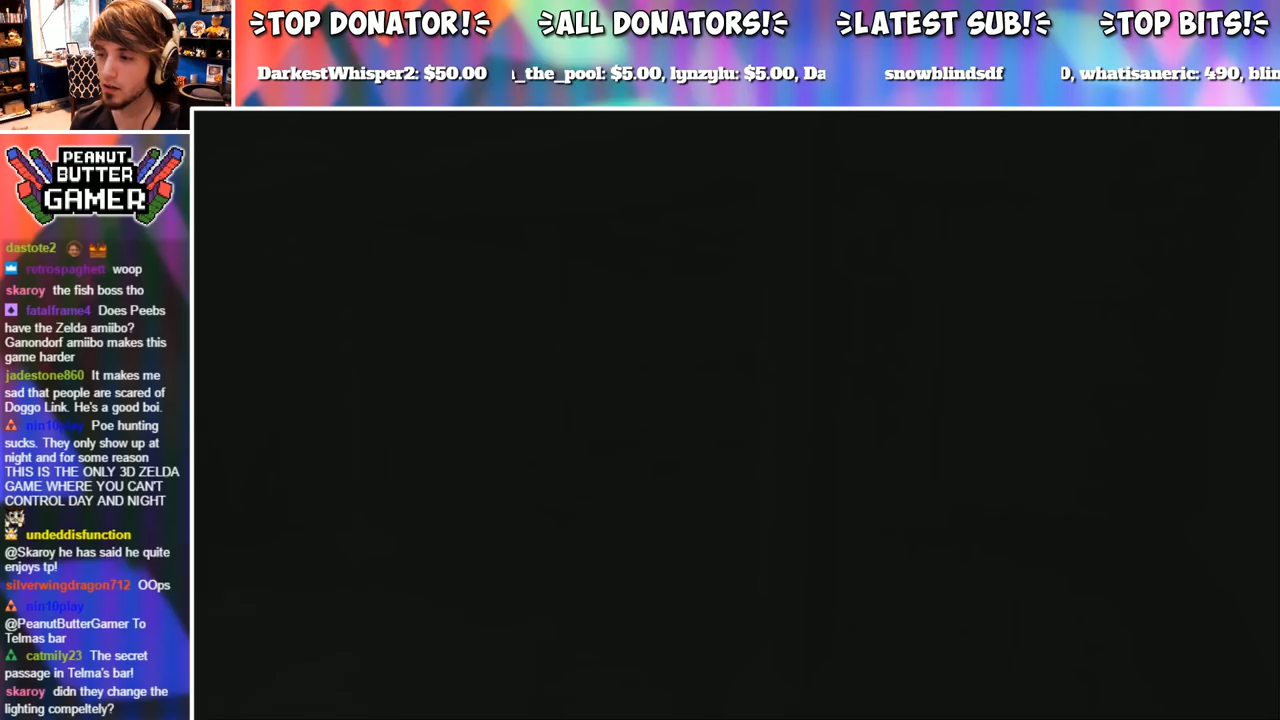 TOP DONATOR!
ALL DONATORS!
LATEST SUB!
TOP BITS!
DarkestWhisper2: $50.00
_the_pool: $5.00, lynzylu: $5.00, Da
snowblindsdf
0, whatisaneric: 490, blin
PEANUT
BUTTER
GAMER
dastote2
retrospaghett woop
skaroy the fish boss tho
fatalframe4 Does Peebs
have the Zelda amiibo?
Ganondorf amiibo makes this
game harder
jadestone860 It makes me
sad that people are scared of
Doggo Link. He's a good boi.
nin10play Poe hunting
sucks. They only show up at
night and for some reason
THIS IS THE ONLY 3D ZELDA
GAME WHERE YOU CAN'T
CONTROL DAY AND NIGHT
undeddisfunction
@Skaroy he has said he quite
enjoys tp!
silverwingdragon712 OOps
nin10play
@PeanutButterGamer To
Telmas bar
catmily23 The secret
passage in Telma's bar!
skaroy didn they change the
lighting compeltely?